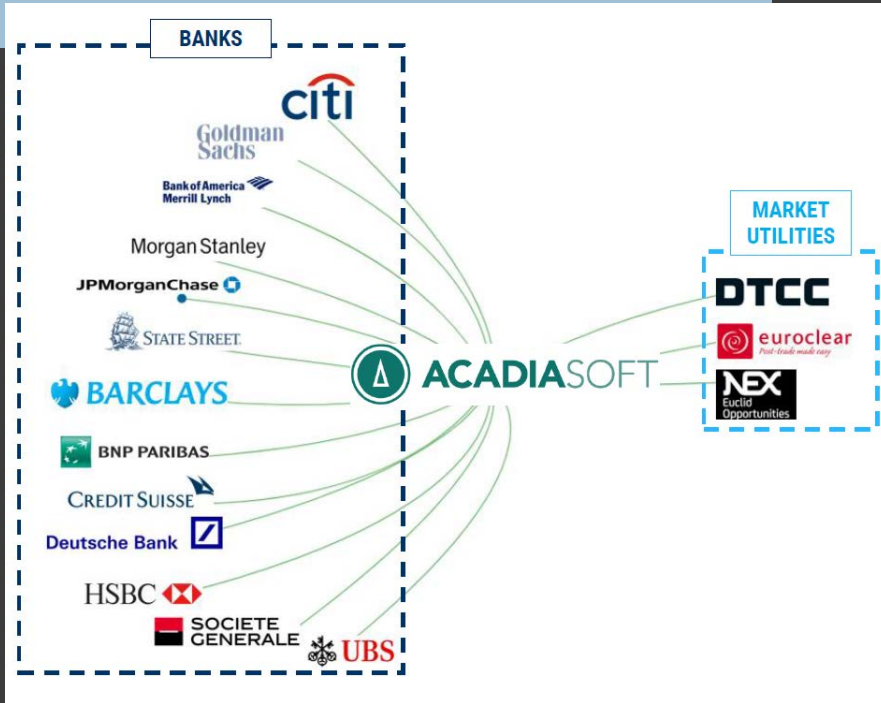 BANKS
citi
Goldman
Sachs
Bank of America
Merrill Lynch
Morgan Stanley
JPMorganChase
STATE STREET.
BARCLAYS
BNP PARIBAS
CREDIT SUISSE
Deutsche Bank
HSBC
SOCIETE
GENERALE
UBS
ACADIASOFT
MARKET
UTILITIES
DTCC
euroclear
Post-trade made easy
NEX
Euclid
Opportunities